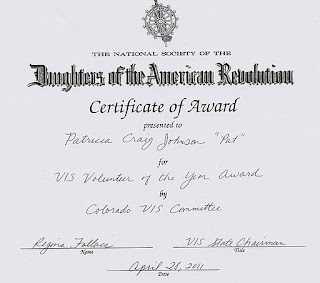 THE NATIONAL SOCIETY OF THE
Daughters of the American Revolution
Certificate of Award
presented to
Patricia Craig Johnson "Pat"
for
VIS Volunteer of the Year Award
by
Colorado VIS Committee
Regina VIS State Chairman
Name Title
April 2011
Date